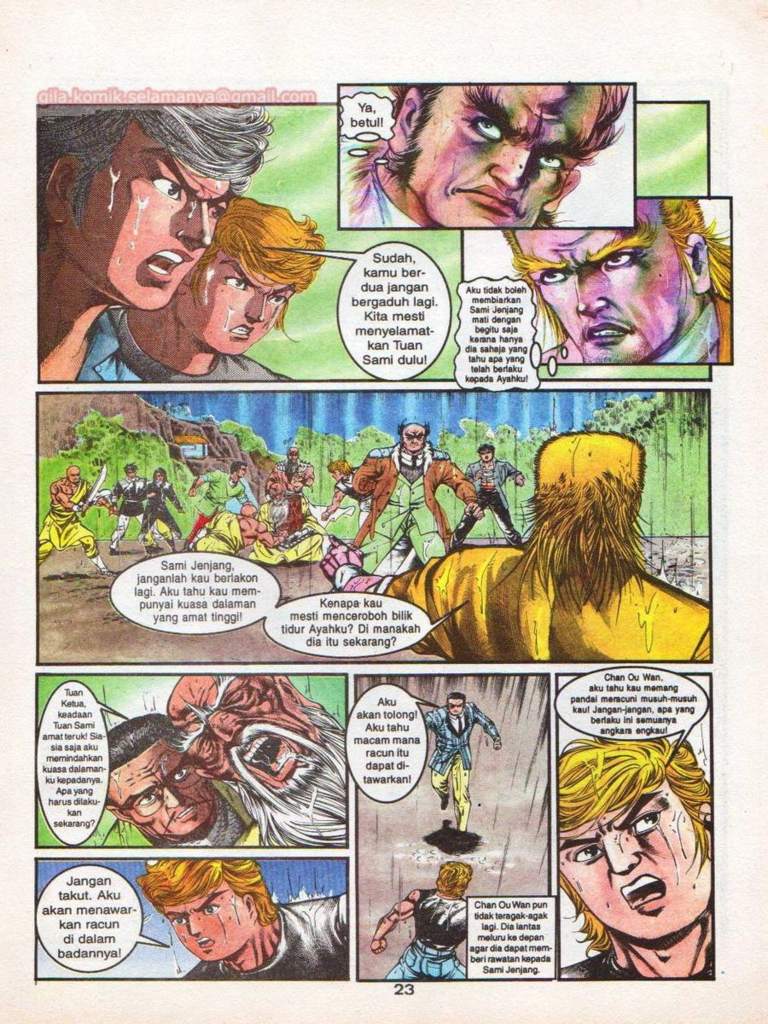 gila.komik.selamanya@gmail.com
Ya,
betul!
Sudah,
kamu ber-
dua jangan
bergaduh lagi.
Kita mesti
menyelamat-
kan Tuan
Sami dulu!
Aku tidak boleh
membiarkan
Sami Jenjang
mati dengan
begitu saja
kerana hanya
dia sahaja yang
tahu apa yang
telah berlaku
kepada Ayahku!
Sami Jenjang,
janganlah kau berlakon
lagi. Aku tahu kau mem-
punyai kuasa dalaman
yang amat tinggi!
Kenapa kau
mesti menceroboh bilik
tidur Ayahku? Di manakah
dia itu sekarang?
Tuan
Ketua,
keadaan
Tuan Sami
amat teruk! Sia-
sia saja aku
memindahkan
kuasa dalaman-
ku kepadanya.
Apa yang
harus dilaku-
kan
sekarang?
Aku
akan tolong!
Aku tahu
macam mana
racun itu
dapat di-
tawarkan!
Chan Ou Wan,
aku tahu kau memang
pandai meracuni musuh-musuh
kau! Jangan-jangan, apa yang
berlaku ini semuanya
angkara engkau!
Jangan
takut. Aku
akan menawar-
kan racun
di dalam
badannya!
Chan Ou Wan pun
tidak teragak-agak
lagi. Dia lantas
meluru ke depan
agar dia dapat mem-
beri rawatan kepada
Sami Jenjang.
23